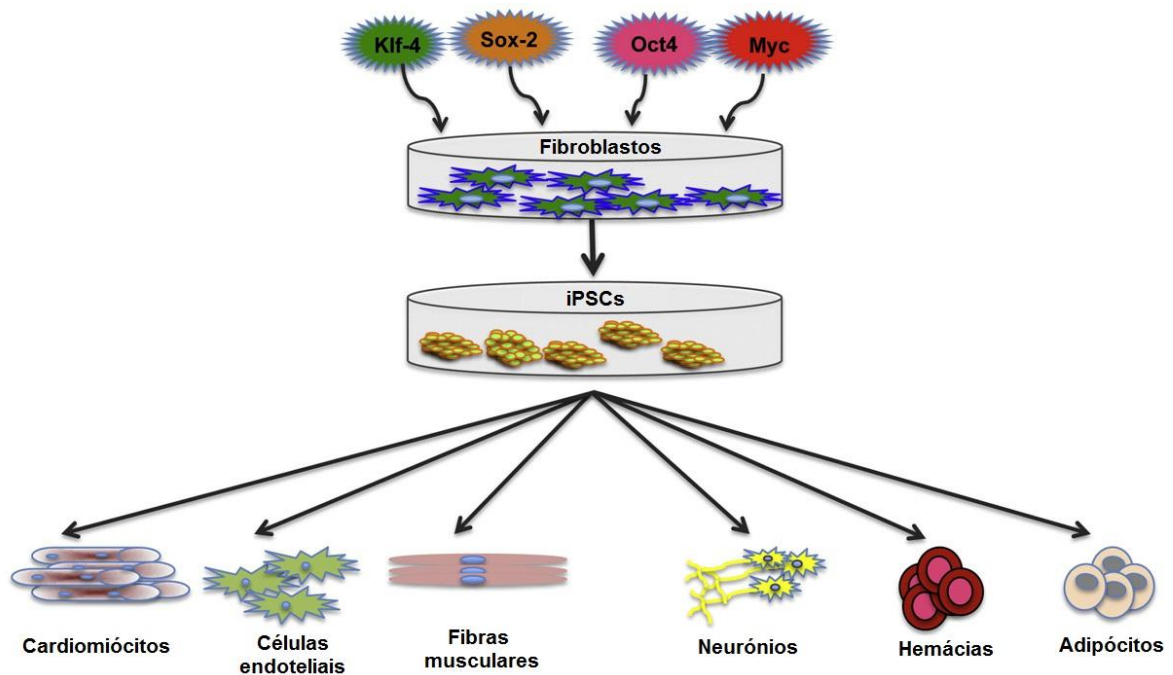 Klf-4
Sox-2
Oct4
Myc
Fibroblastos
iPSCs
Cardiomiócitos
Células
endoteliais
Fibras
musculares
Neurónios
Hemácias
Adipócitos